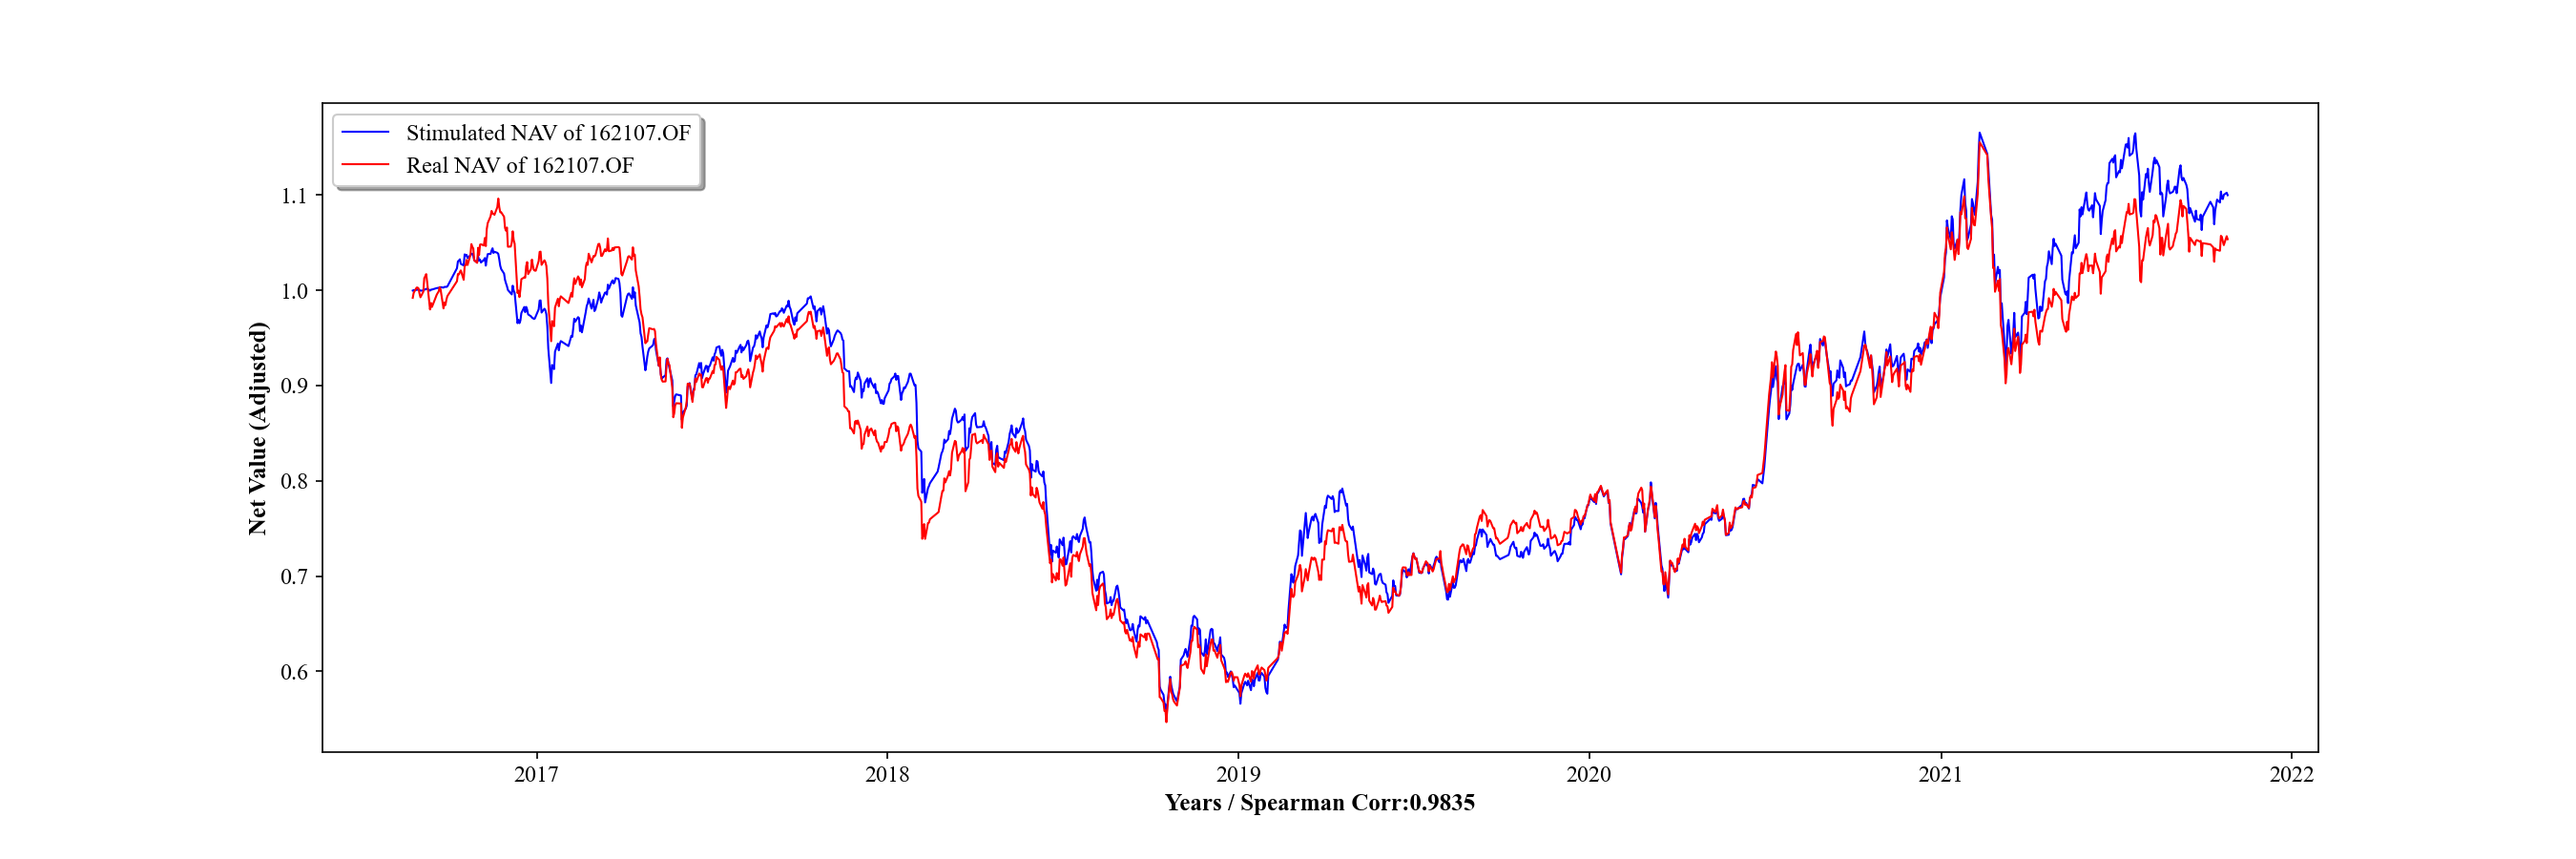 Stimulated NAV of 162107.OF
Real NAV of 162107.OF
Net Value (Adjusted)
1.1
1.0
0.9
0.8
0.7
0.6
2017 2018 2019 2020 2021 2022
Years / Spearman Corr:0.9835